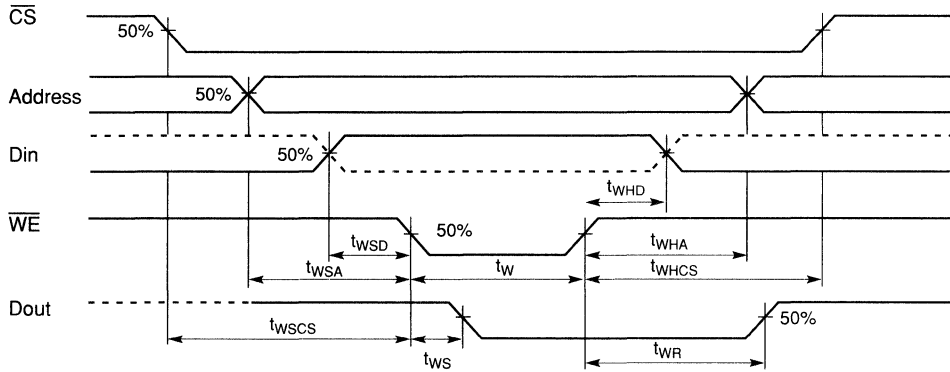 CS
50%
Address
50%
Din
50%
tWHD
WE
50%
tWSD
tWHA
tWSA
tW
tWHCS
Dout
50%
tWSCS
tWS
tWR